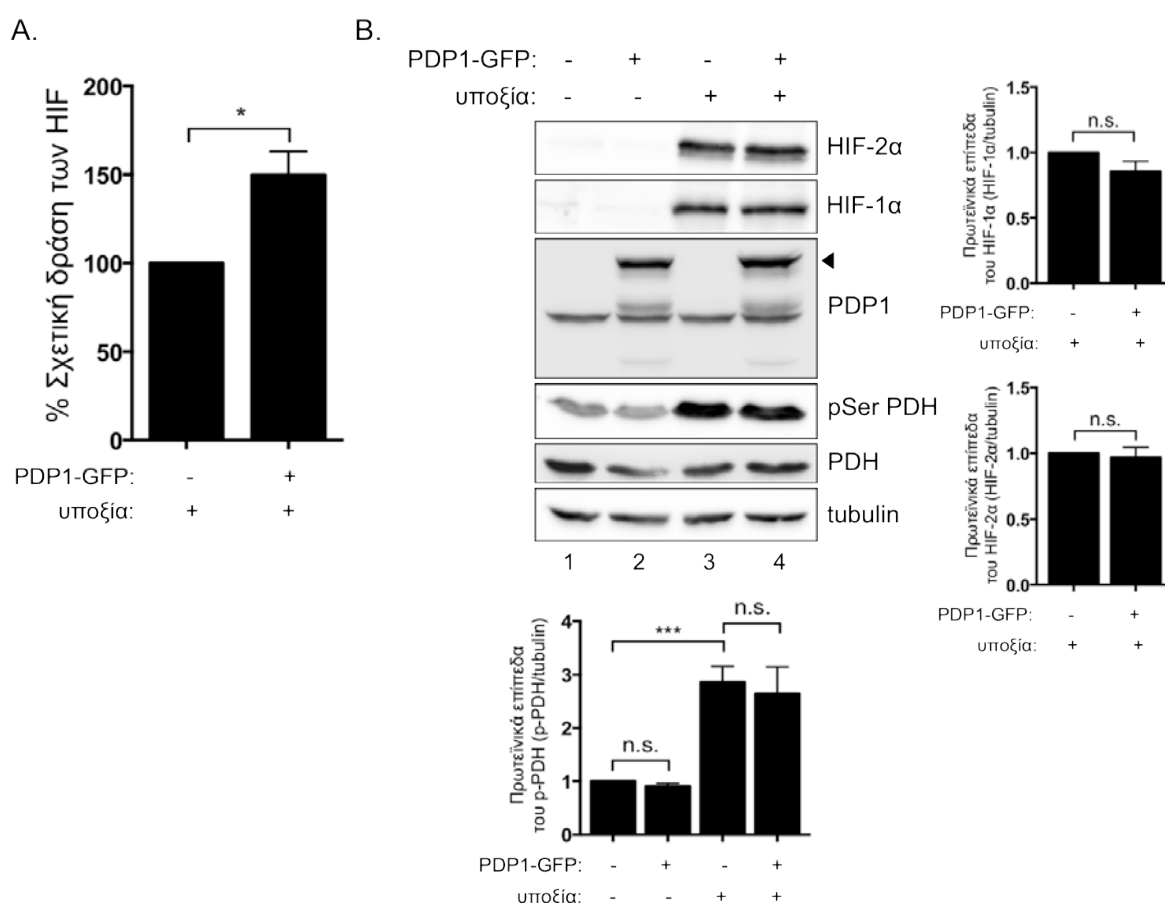 A.
% Σχετική δράση των HIF
200
150
100
50
0
*
PDP1-GFP: - +
υποξία: + +
B.
PDP1-GFP: - + - +
υποξία: - - + +
HIF-2α
HIF-1α
PDP1
pSer PDH
PDH
tubulin
1 2 3 4
Πρωτεϊνικά επίπεδα
του p-PDH (p-PDH/tubulin)
4
3
2
1
0
n.s.
***
n.s.
PDP1-GFP: - + - +
υποξία: - - + +
Πρωτεϊνικά επίπεδα
του HIF-1α (HIF-1α/tubulin)
1.5
1.0
0.5
0.0
n.s.
PDP1-GFP: - +
υποξία: + +
Πρωτεϊνικά επίπεδα
του HIF-2α (HIF-2α/tubulin)
1.5
1.0
0.5
0.0
n.s.
PDP1-GFP: - +
υποξία: + +